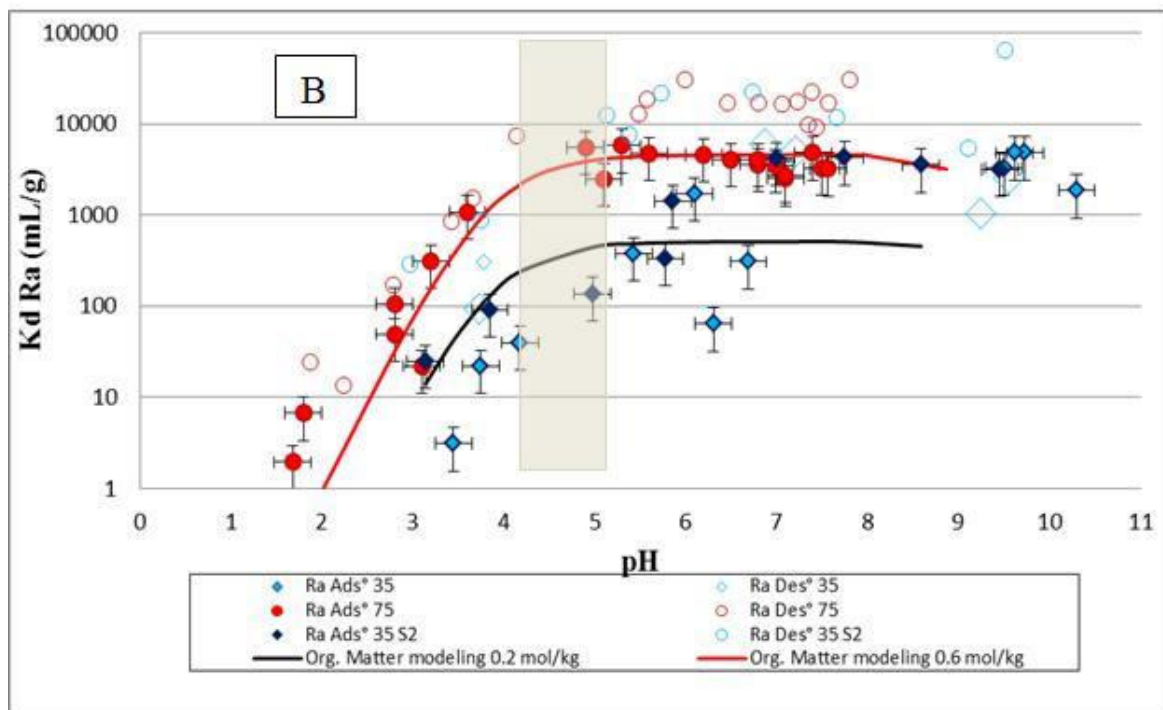 100000
B
10000
1000
100
10
1
Kd Ra (mL/g)
0 1 2 3 4 5 6 7 8 9 10 11
pH
Ra Ads° 35 Ra Des° 35
Ra Ads° 75 Ra Des° 75
Ra Ads° 35 S2 Ra Des° 35 S2
Org. Matter modeling 0.2 mol/kg Org. Matter modeling 0.6 mol/kg